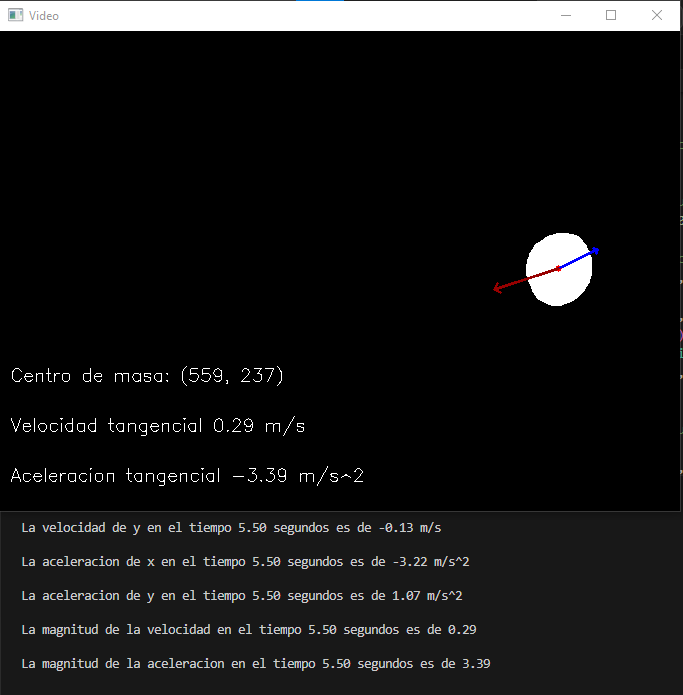 Video
Centro de masa: (559, 237)
Velocidad tangencial 0.29 m/s
Aceleracion tangencial -3.39 m/s^2
La velocidad de y en el tiempo 5.50 segundos es de -0.13 m/s
La aceleracion de x en el tiempo 5.50 segundos es de -3.22 m/s^2
La aceleracion de y en el tiempo 5.50 segundos es de 1.07 m/s^2
La magnitud de la velocidad en el tiempo 5.50 segundos es de 0.29
La magnitud de la aceleracion en el tiempo 5.50 segundos es de 3.39